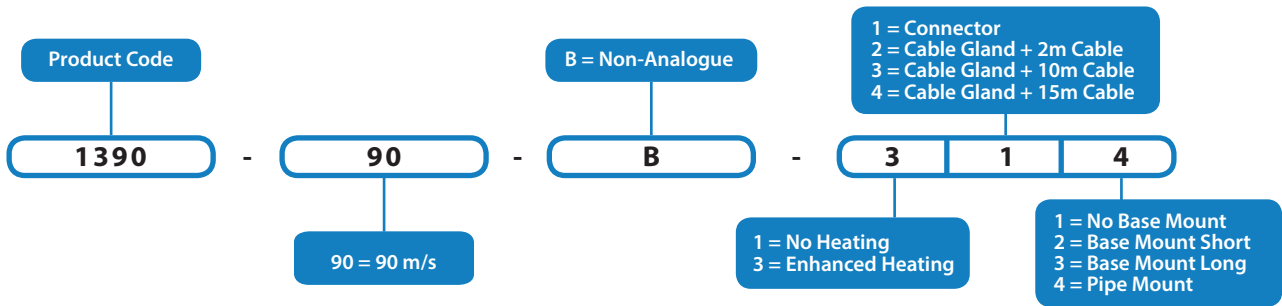 Product Code
B = Non-Analogue
1 = Connector
2 = Cable Gland + 2m Cable
3 = Cable Gland + 10m Cable
4 = Cable Gland + 15m Cable
1390 - 90 - B - 3 1 4
90 = 90 m/s
1 = No Heating
3 = Enhanced Heating
1 = No Base Mount
2 = Base Mount Short
3 = Base Mount Long
4 = Pipe Mount